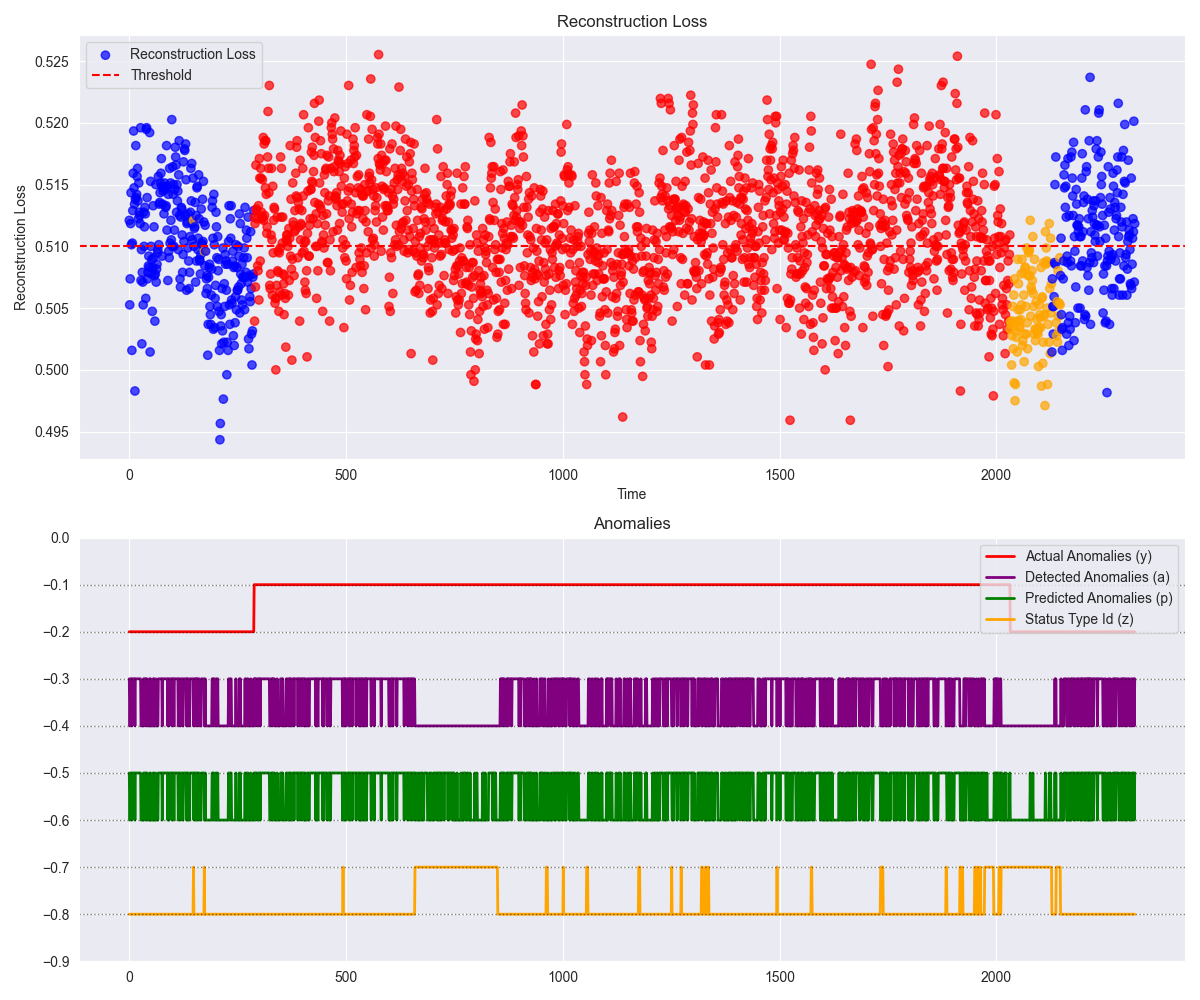 Reconstruction Loss
Reconstruction Loss
Threshold
0.525
0.520
0.515
0.510
0.505
0.500
0.495
Reconstruction Loss
0
500
1000
1500
2000
Time
Anomalies
Actual Anomalies (y)
Detected Anomalies (a)
Predicted Anomalies (p)
Status Type Id (z)
0.0
−0.1
−0.2
−0.3
−0.4
−0.5
−0.6
−0.7
−0.8
−0.9
0
500
1000
1500
2000